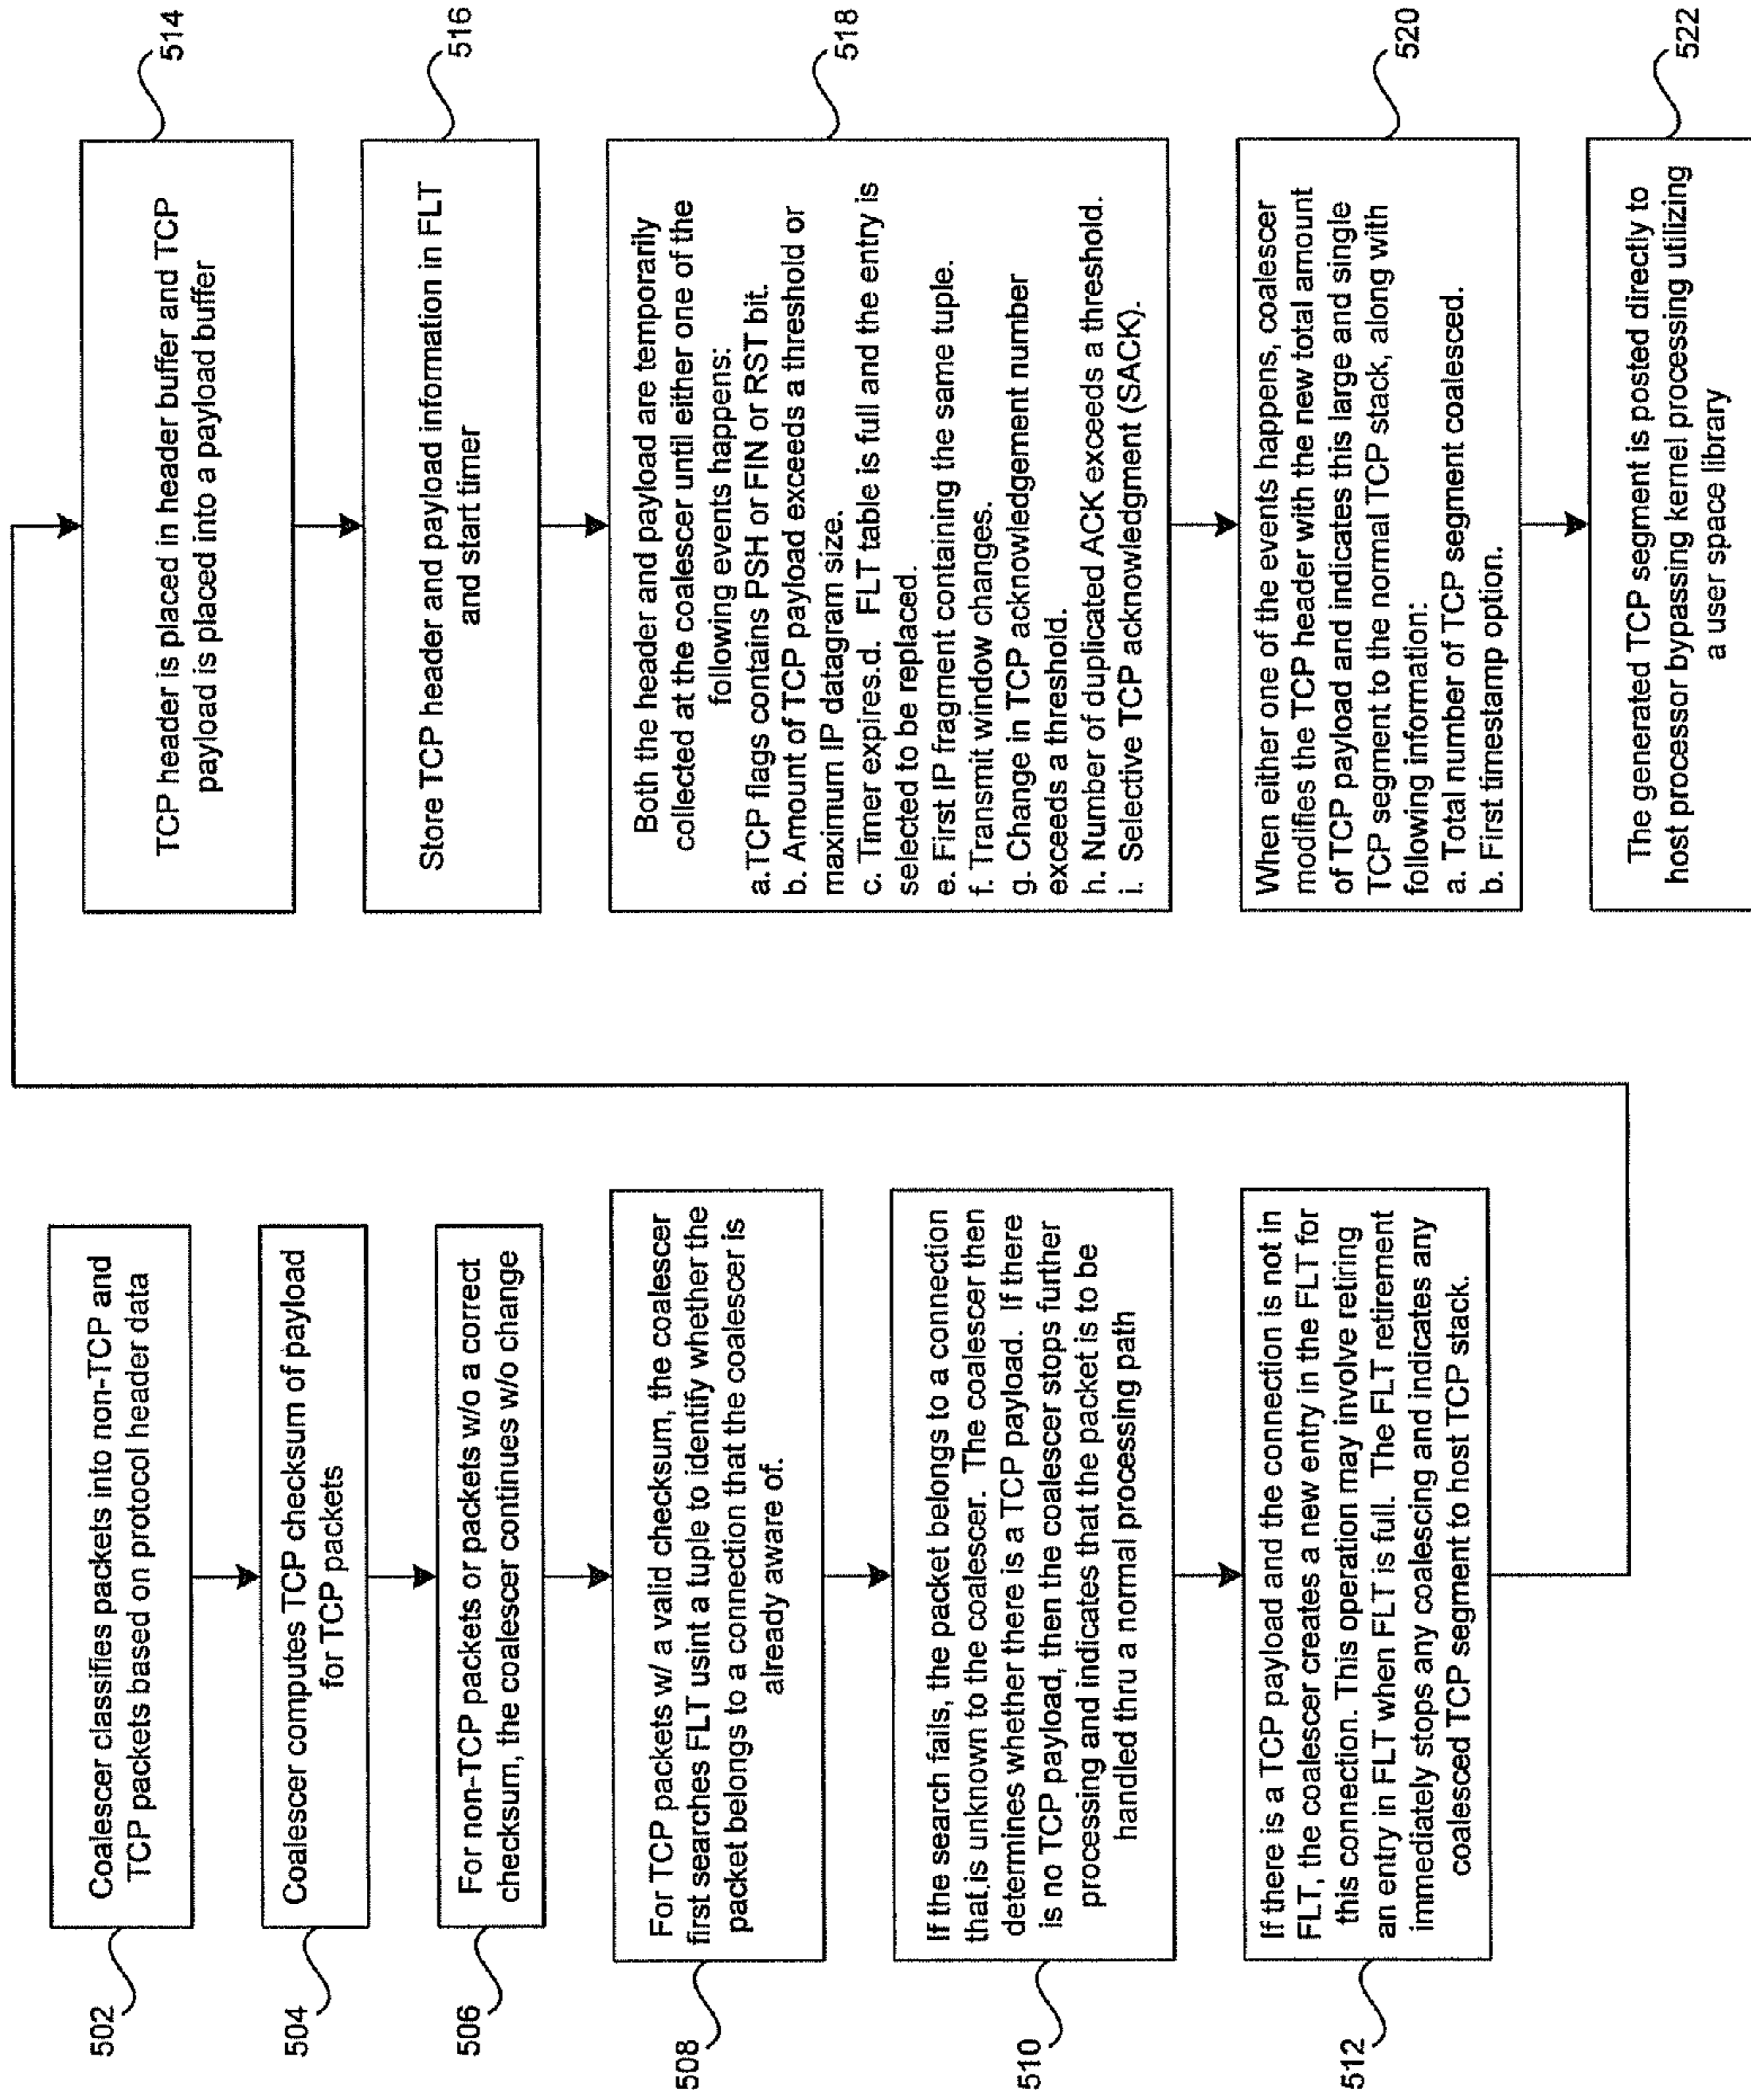 502
Coalescer classifies packets into non-TCP and
TCP packets based on protocol header data
504
Coalescer computes TCP checksum of payload
for TCP packets
506
For non-TCP packets or packets w/o a correct
checksum, the coalescer continues w/o change
508
For TCP packets w/ a valid checksum, the coalescer
first searches FLT usint a tuple to identify whether the
packet belongs to a connection that the coalescer is
already aware of.
510
If the search fails, the packet belongs to a connection
that is unknown to the coalescer. The coalescer then
determines whether there is a TCP payload. If there
is no TCP payload, then the coalescer stops further
processing and indicates that the packet is to be
handled thru a normal processing path
512
If there is a TCP payload and the connection is not in
FLT, the coalescer creates a new entry in the FLT for
this connection. This operation may involve retiring
an entry in FLT when FLT is full. The FLT retirement
immediately stops any coalescing and indicates any
coalesced TCP segment to host TCP stack.
514
TCP header is placed in header buffer and TCP
payload is placed into a payload buffer
516
Store TCP header and payload information in FLT
and start timer
518
Both the header and payload are temporarily
collected at the coalescer until either one of the
following events happens:
a.TCP flags contains PSH or FIN or RST bit.
b. Amount of TCP payload exceeds a threshold or
maximum IP datagram size.
c. Timer expires.d. FLT table is full and the entry is
selected to be replaced.
e. First IP fragment containing the same tuple.
f. Transmit window changes.
g. Change in TCP acknowledgement number
exceeds a threshold.
h. Number of duplicated ACK exceeds a threshold.
i. Selective TCP acknowledgment (SACK).
520
When either one of the events happens, coalescer
modifies the TCP header with the new total amount
of TCP payload and indicates this large and single
TCP segment to the normal TCP stack, along with
following information:
a. Total number of TCP segment coalesced.
b. First timestamp option.
522
The generated TCP segment is posted directly to
host processor bypassing kernel processing utilizing
a user space library